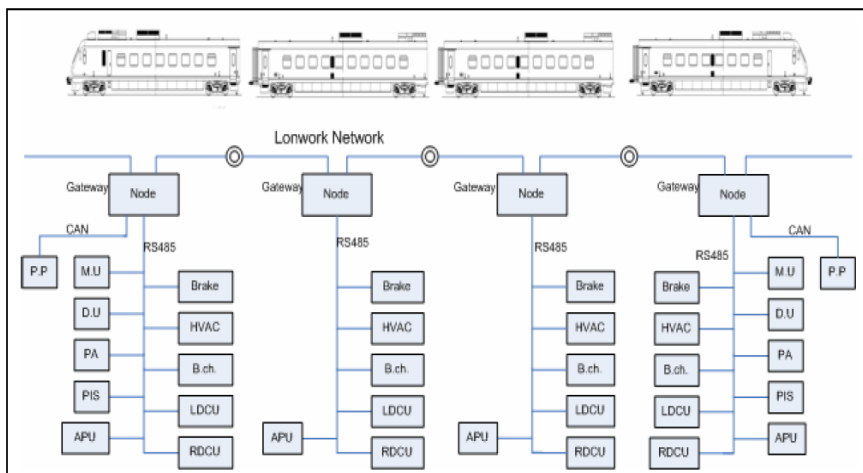 Lonwork Network
Gateway Node Gateway Node Gateway Node Gateway Node
CAN RS485 RS485 RS485 RS485 CAN
P.P M.U Brake Brake Brake Brake M.U P.P
D.U HVAC HVAC HVAC HVAC D.U
PA B.ch. B.ch. B.ch. B.ch. PA
PIS LDCU LDCU LDCU LDCU PIS
APU RDCU APU RDCU APU RDCU RDCU APU